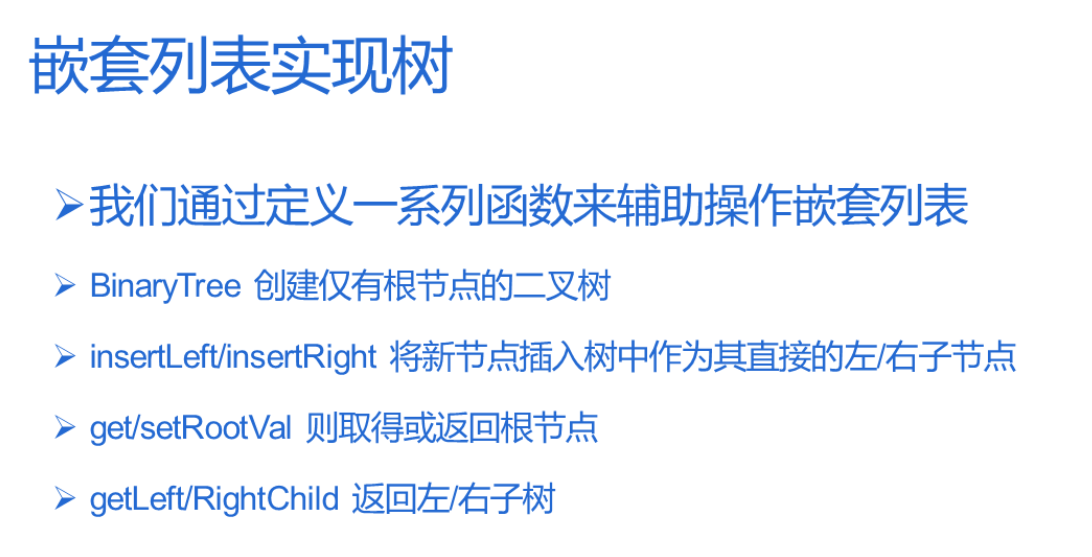 嵌套列表实现树
➢我们通过定义一系列函数来辅助操作嵌套列表
➢ BinaryTree 创建仅有根节点的二叉树
➢ insertLeft/insertRight 将新节点插入树中作为其直接的左/右子节点
➢ get/setRootVal 则取得或返回根节点
➢ getLeft/RightChild 返回左/右子树